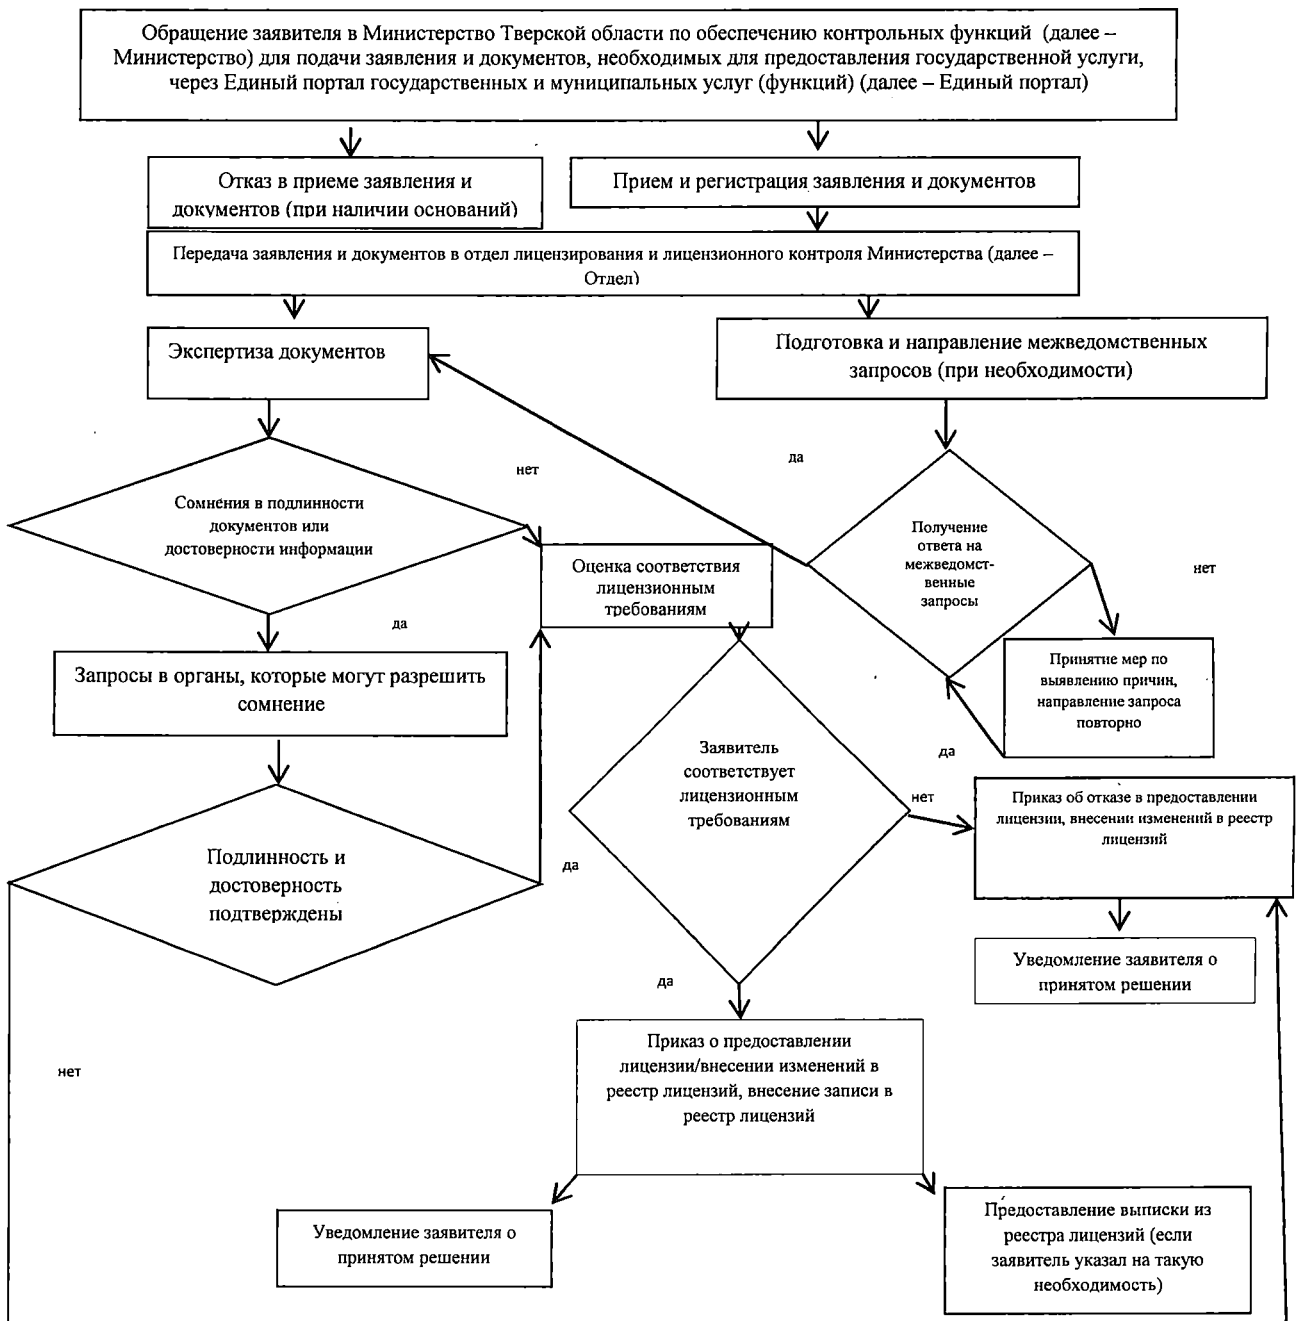 Обращение заявителя в Министерство Тверской области по обеспечению контрольных функций (далее –
Министерство) для подачи заявления и документов, необходимых для предоставления государственной услуги,
через Единый портал государственных и муниципальных услуг (функций) (далее – Единый портал)
Отказ в приеме заявления и
документов (при наличии оснований)
Прием и регистрация заявления и документов
Передача заявления и документов в отдел лицензирования и лицензионного контроля Министерства (далее –
Отдел)
Экспертиза документов
Подготовка и направление межведомственных
запросов (при необходимости)
нет
да
Сомнения в подлинности
документов или
достоверности информации
Получение
ответа на
межведомст-
венные
запросы
нет
Оценка соответствия
лицензионным
требованиям
да
Запросы в органы, которые могут разрешить
сомнение
Принятие мер по
выявлению причин,
направление запроса
повторно
да
Заявитель
соответствует
лицензионным
требованиям
нет
Приказ об отказе в предоставлении
лицензии, внесении изменений в реестр
лицензий
Подлинность и
достоверность
подтверждены
да
Уведомление заявителя о
принятом решении
да
Приказ о предоставлении
лицензии/внесении изменений в
реестр лицензий, внесение записи в
реестр лицензий
нет
Уведомление заявителя о
принятом решении
Предоставление выписки из
реестра лицензий (если
заявитель указал на такую
необходимость)